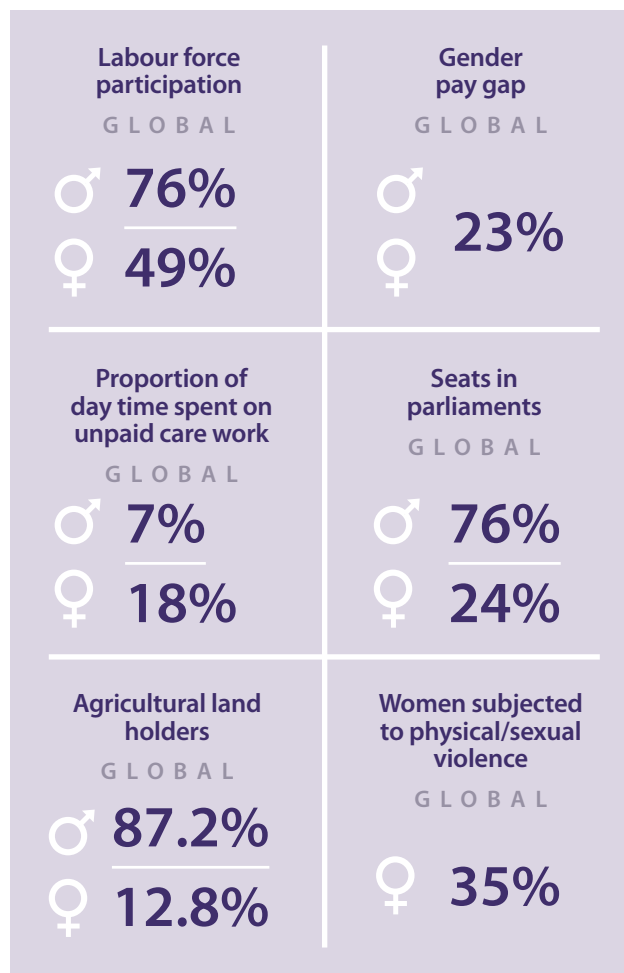 Labour force
participation
GLOBAL
76%
49%
Gender
pay gap
GLOBAL
23%
Proportion of
day time spent on
unpaid care work
GLOBAL
7%
18%
Seats in
parliaments
GLOBAL
76%
24%
Agricultural land
holders
GLOBAL
87.2%
12.8%
Women subjected
to physical/sexual
violence
GLOBAL
35%